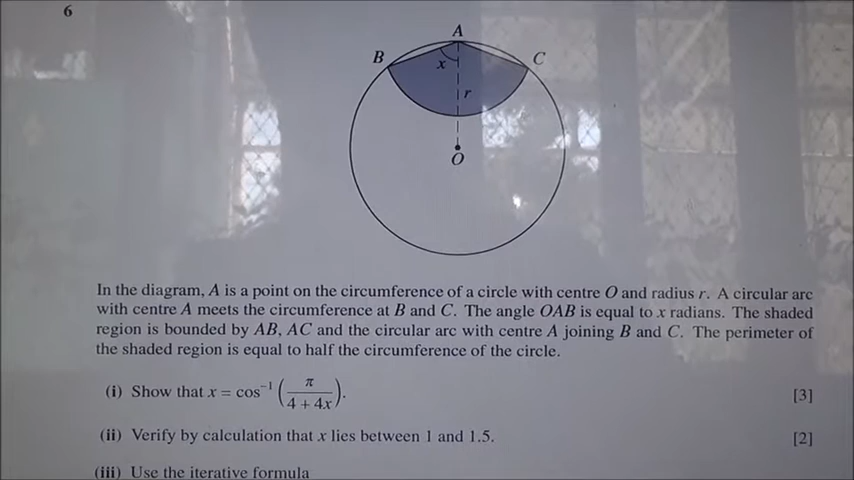 6
A
B
C
x
r
O
In the diagram, A is a point on the circumference of a circle with centre O and radius r. A circular arc
with centre A meets the circumference at B and C. The angle OAB is equal to x radians. The shaded
region is bounded by AB, AC and the circular arc with centre A joining B and C. The perimeter of
the shaded region is equal to half the circumference of the circle.
(i) Show that x = cos⁻¹(π/(4 + 4x)). [3]
(ii) Verify by calculation that x lies between 1 and 1.5. [2]
(iii) Use the iterative formula